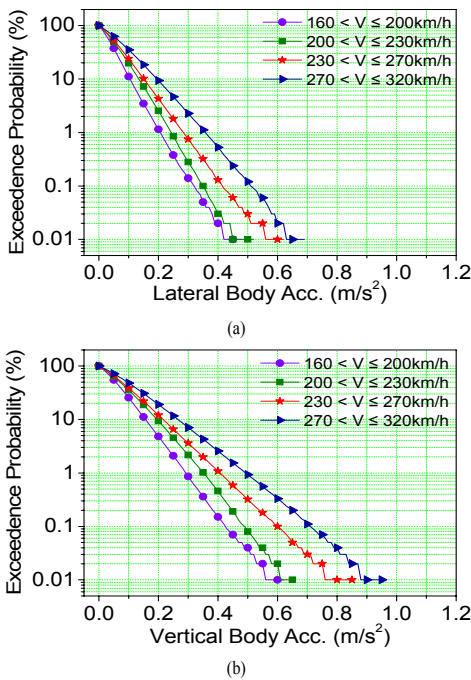 160 < V ≤ 200km/h
200 < V ≤ 230km/h
230 < V ≤ 270km/h
270 < V ≤ 320km/h
Exceedence Probability (%)
100
10
1
0.1
0.01
0.0 0.2 0.4 0.6 0.8 1.0 1.2
Lateral Body Acc. (m/s²)
(a)
160 < V ≤ 200km/h
200 < V ≤ 230km/h
230 < V ≤ 270km/h
270 < V ≤ 320km/h
Exceedence Probability (%)
100
10
1
0.1
0.01
0.0 0.2 0.4 0.6 0.8 1.0 1.2
Vertical Body Acc. (m/s²)
(b)